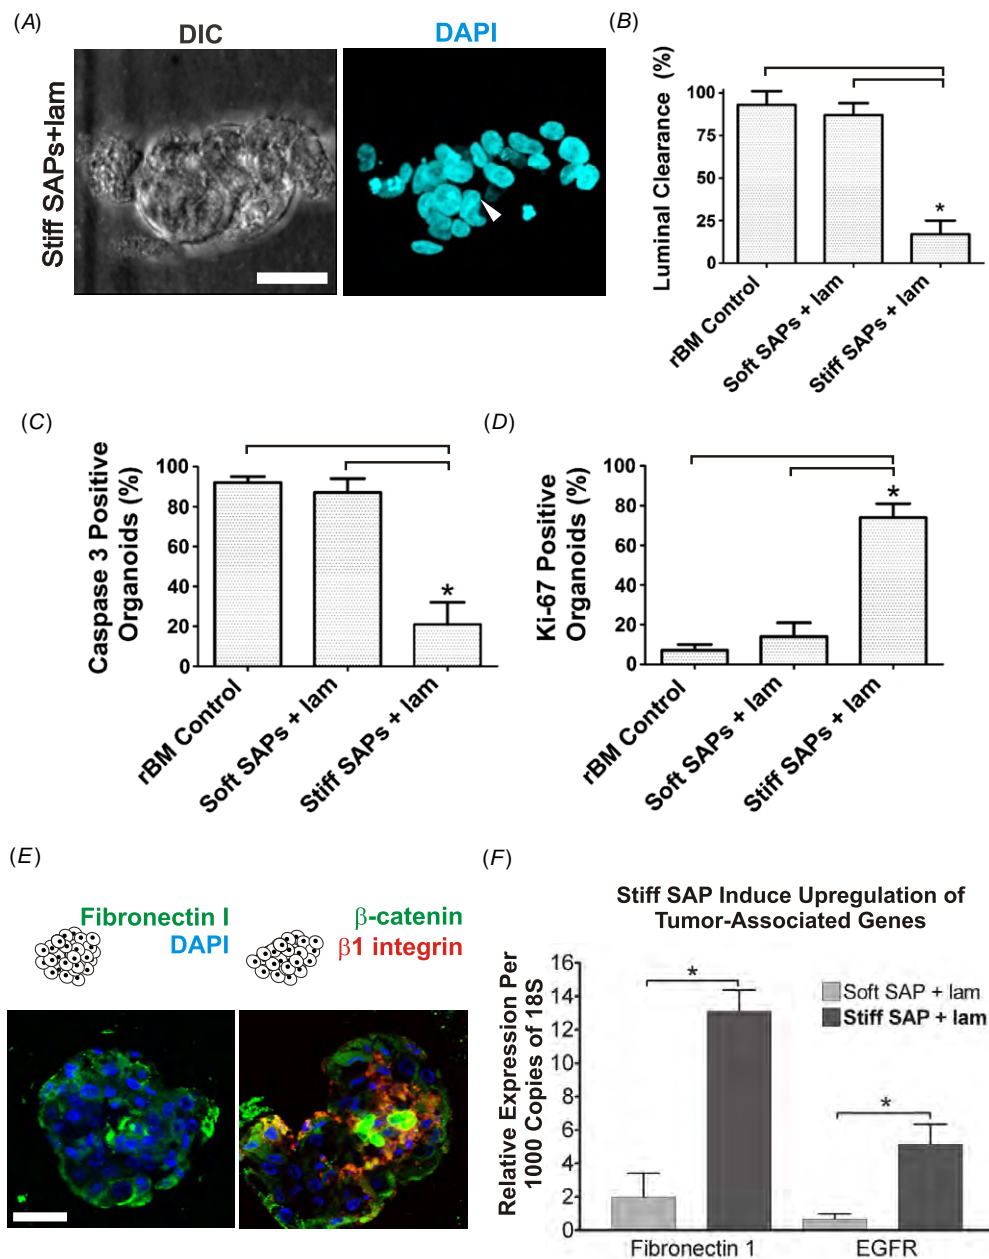 (A)
DIC
DAPI
Stiff SAPs+lam
(B)
Luminal Clearance (%)
100
75
50
25
0
*
rBM Control
Soft SAPs + lam
Stiff SAPs + lam
(C)
Caspase 3 Positive
Organoids (%)
100
80
60
40
20
0
*
rBM Control
Soft SAPs + lam
Stiff SAPs + lam
(D)
Ki-67 Positive
Organoids (%)
100
80
60
40
20
0
*
rBM Control
Soft SAPs + lam
Stiff SAPs + lam
(E)
Fibronectin I
DAPI
β-catenin
β1 integrin
(F)
Stiff SAP Induce Upregulation of
Tumor-Associated Genes
Relative Expression Per
1000 Copies of 18S
16
14
12
10
8
6
4
2
0
*
*
Soft SAP + lam
Stiff SAP + lam
Fibronectin 1
EGFR